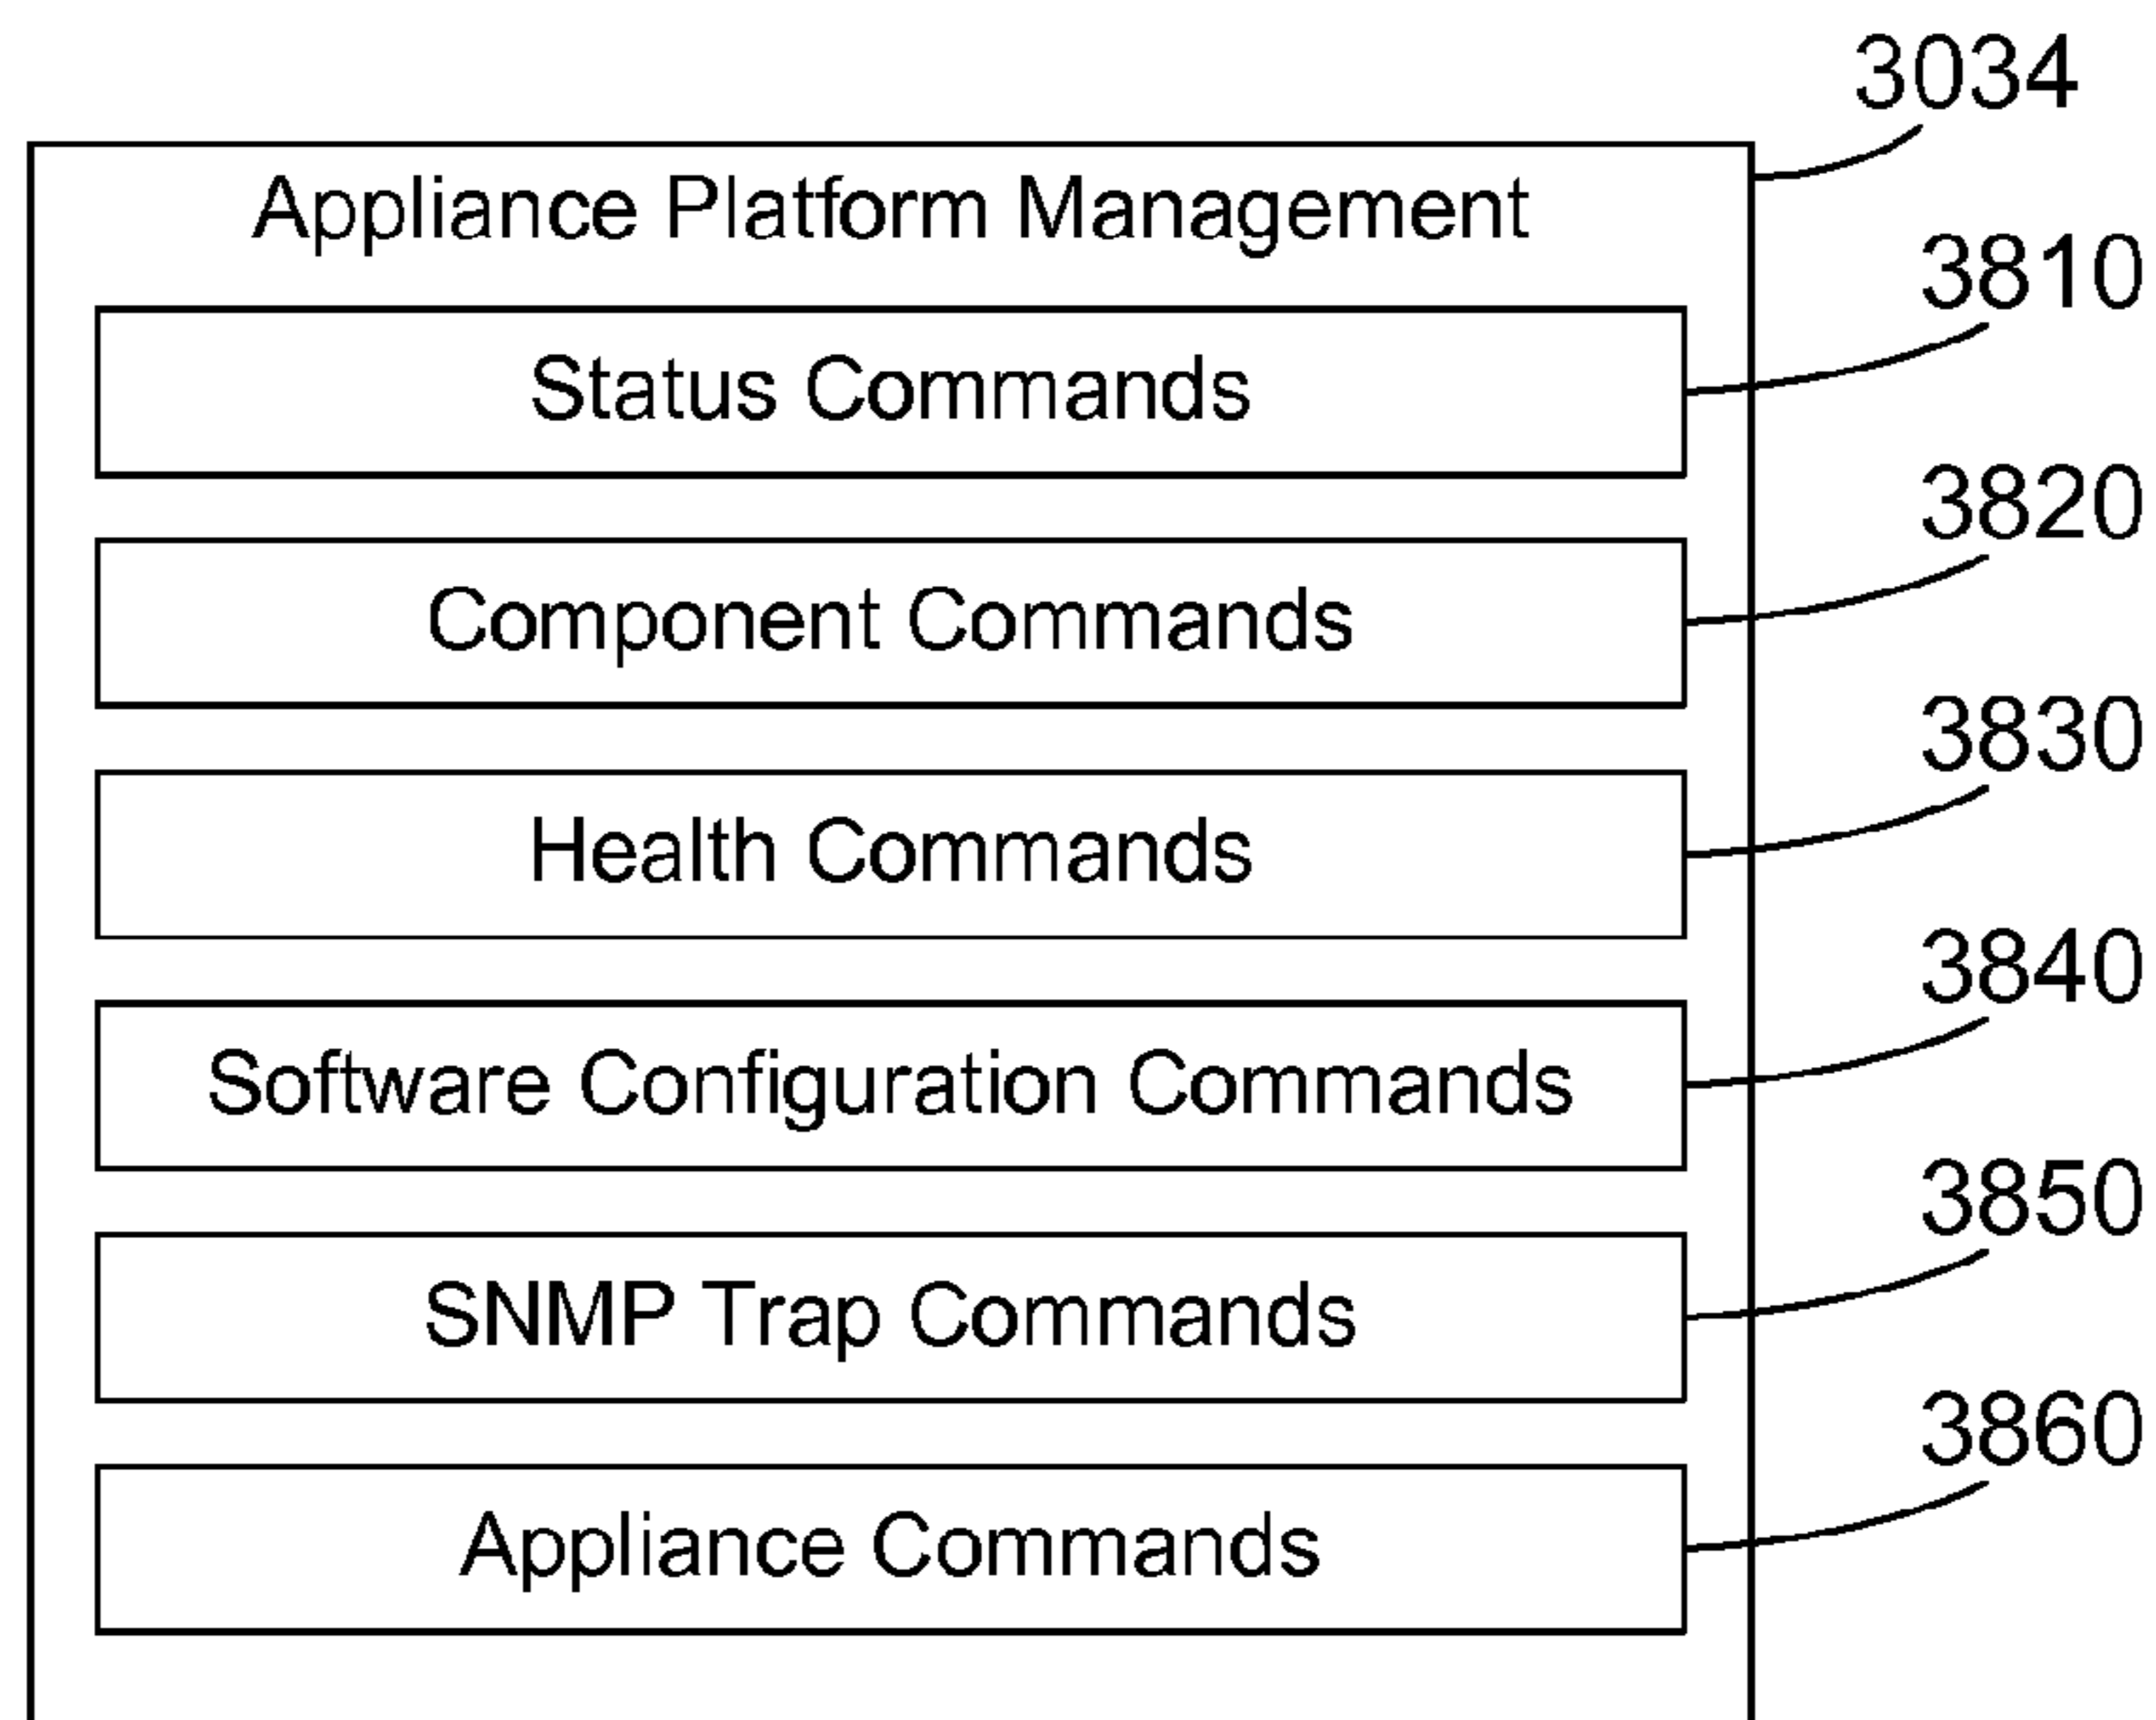 3034
Appliance Platform Management
3810
Status Commands
3820
Component Commands
3830
Health Commands
3840
Software Configuration Commands
3850
SNMP Trap Commands
3860
Appliance Commands